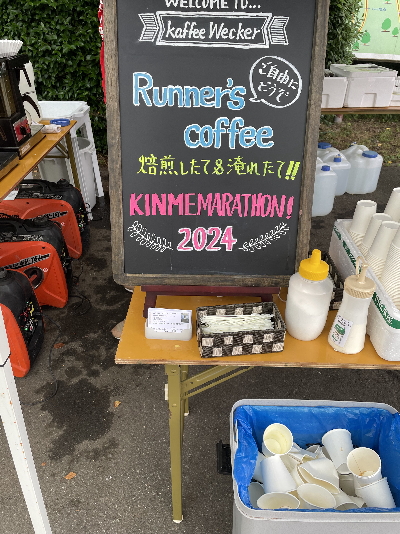 WELCOME TO...
kaffee Wecker
Runner's
coffee
ご自由に
どうぞ
焙煎したて&淹れたて!!
KINMEMARATHON!
2024